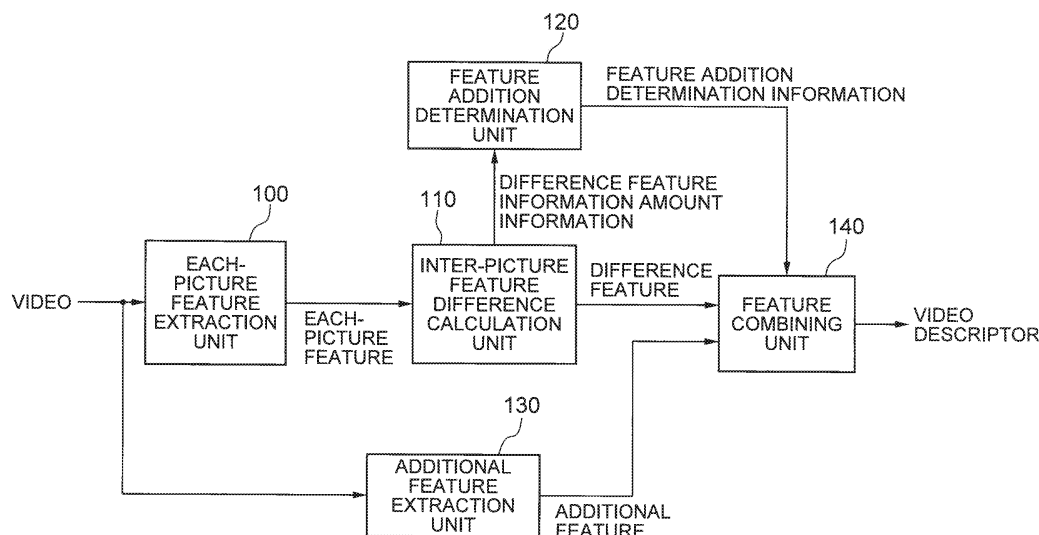 120
FEATURE
ADDITION
DETERMINATION
UNIT
FEATURE ADDITION
DETERMINATION INFORMATION
DIFFERENCE FEATURE
INFORMATION AMOUNT
INFORMATION
100
110
140
VIDEO
EACH-
PICTURE
FEATURE
EXTRACTION
UNIT
EACH-
PICTURE
FEATURE
INTER-PICTURE
FEATURE
DIFFERENCE
CALCULATION
UNIT
DIFFERENCE
FEATURE
FEATURE
COMBINING
UNIT
VIDEO
DESCRIPTOR
130
ADDITIONAL
FEATURE
EXTRACTION
UNIT
ADDITIONAL
FEATURE